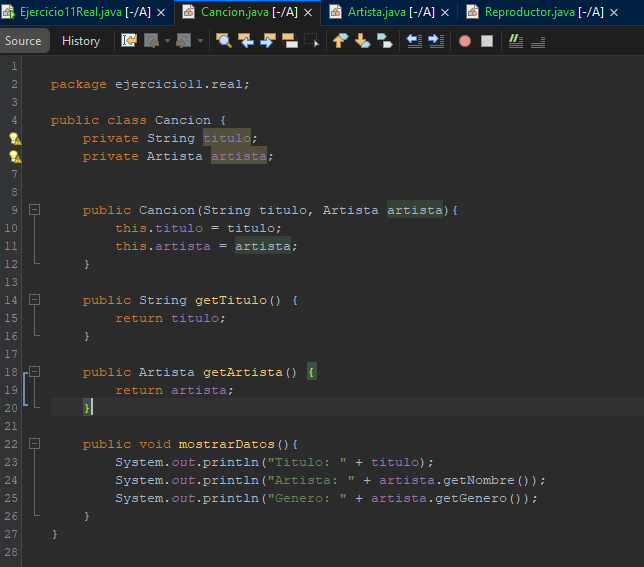 Ejercicio11Real.java [-/A] Cancion.java [-/A] Artista.java [-/A] Reproductor.java [-/A]
Source History
1
2 package ejercicio11.real;
3
4 public class Cancion {
private String titulo;
private Artista artista;
7
8
9 public Cancion(String titulo, Artista artista){
10 this.titulo = titulo;
11 this.artista = artista;
12 }
13
14 public String getTitulo() {
15 return titulo;
16 }
17
18 public Artista getArtista() {
19 return artista;
20 }
21
22 public void mostrarDatos(){
23 System.out.println("Titulo: " + titulo);
24 System.out.println("Artista: " + artista.getNombre());
25 System.out.println("Genero: " + artista.getGenero());
26 }
27 }
28